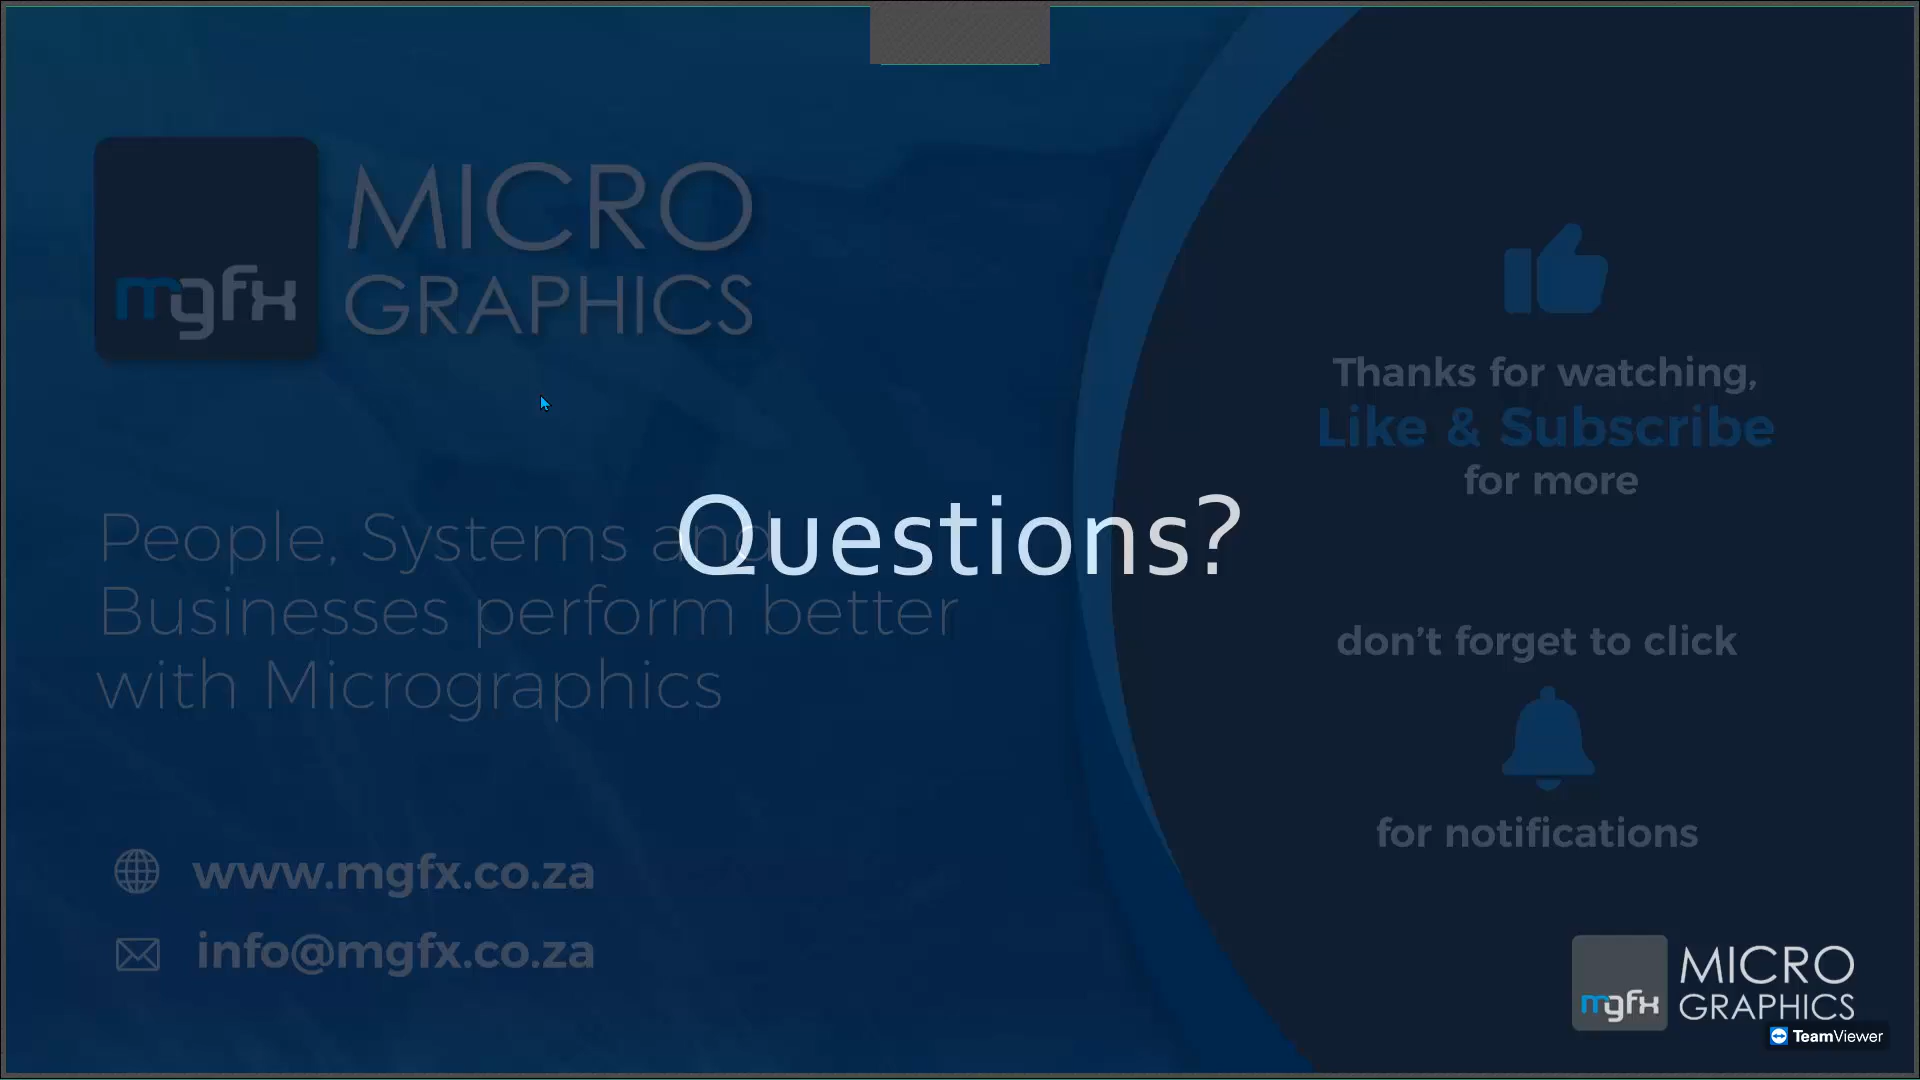 MICRO
GRAPHICS
mgfx
Thanks for watching,
Like & Subscribe
for more
Questions?
People, Systems and
Businesses perform better
with Micrographics
don't forget to click
for notifications
www.mgfx.co.za
info@mgfx.co.za
MICRO
GRAPHICS
mgfx
TeamViewer